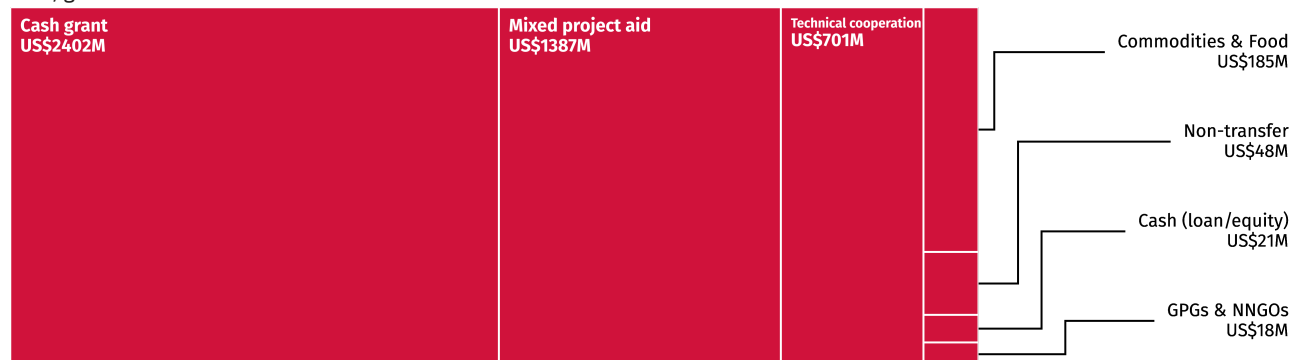 Cash grant
US$2402M
Mixed project aid
US$1387M
Technical cooperation
US$701M
Commodities & Food
US$185M
Non-transfer
US$48M
Cash (loan/equity)
US$21M
GPGs & NNGOs
US$18M